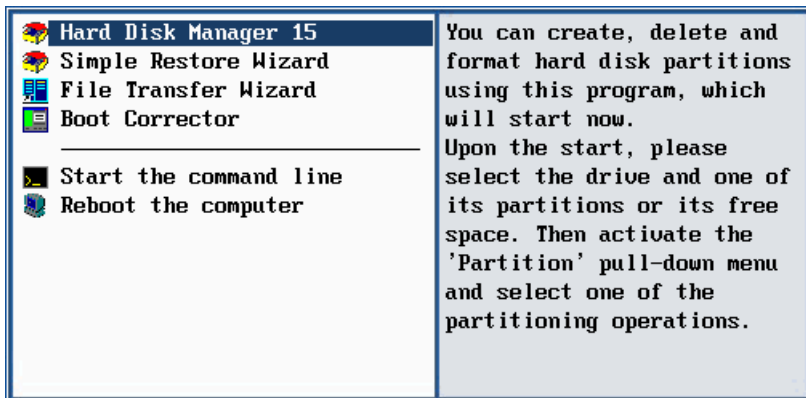 Hard Disk Manager 15
Simple Restore Wizard
File Transfer Wizard
Boot Corrector
Start the command line
Reboot the computer
You can create, delete and
format hard disk partitions
using this program, which
will start now.
Upon the start, please
select the drive and one of
its partitions or its free
space. Then activate the
'Partition' pull-down menu
and select one of the
partitioning operations.